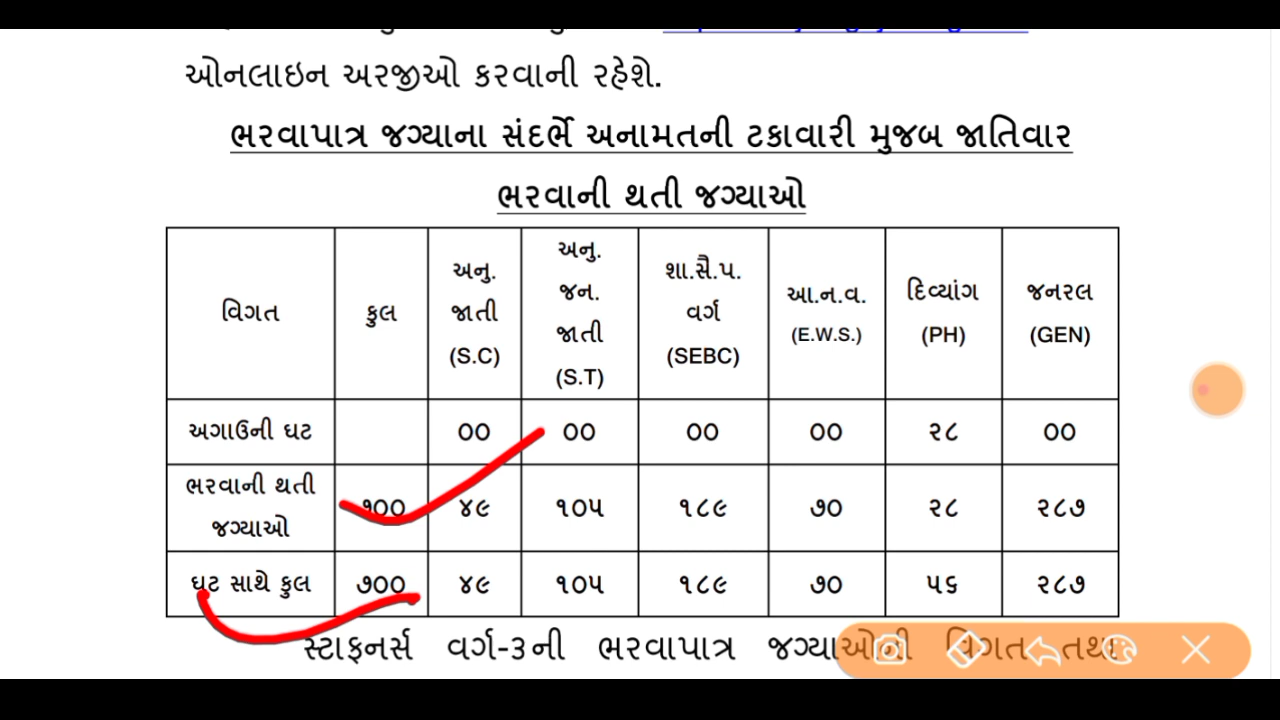 ઓનલાઇન અરજીઓ કરવાની રહેશે.
ભરવાપાત્ર જગ્યાના સંદર્ભે અનામતની ટકાવારી મુજબ જાતિવાર
ભરવાની થતી જગ્યાઓ
વિગત કુલ અનુ. જાતી (S.C) અનુ. જન. જાતી (S.T) શા.સૈ.પ. વર્ગ (SEBC) આ.ન.વ. (E.W.S.) દિવ્યાંગ (PH) જનરલ (GEN)
અગાઉની ઘટ ૦૦ ૦૦ ૦૦ ૦૦ ૨૮ ૦૦
ભરવાની થતી જગ્યાઓ ૭૦૦ ૪૯ ૧૦૫ ૧૮૯ ૭૦ ૨૮ ૨૮૭
ઘટ સાથે કુલ ૭૦૦ ૪૯ ૧૦૫ ૧૮૯ ૭૦ ૫૬ ૨૮૭
સ્ટાફનર્સ વર્ગ-૩ની ભરવાપાત્ર જગ્યાઓની વિગત તથા